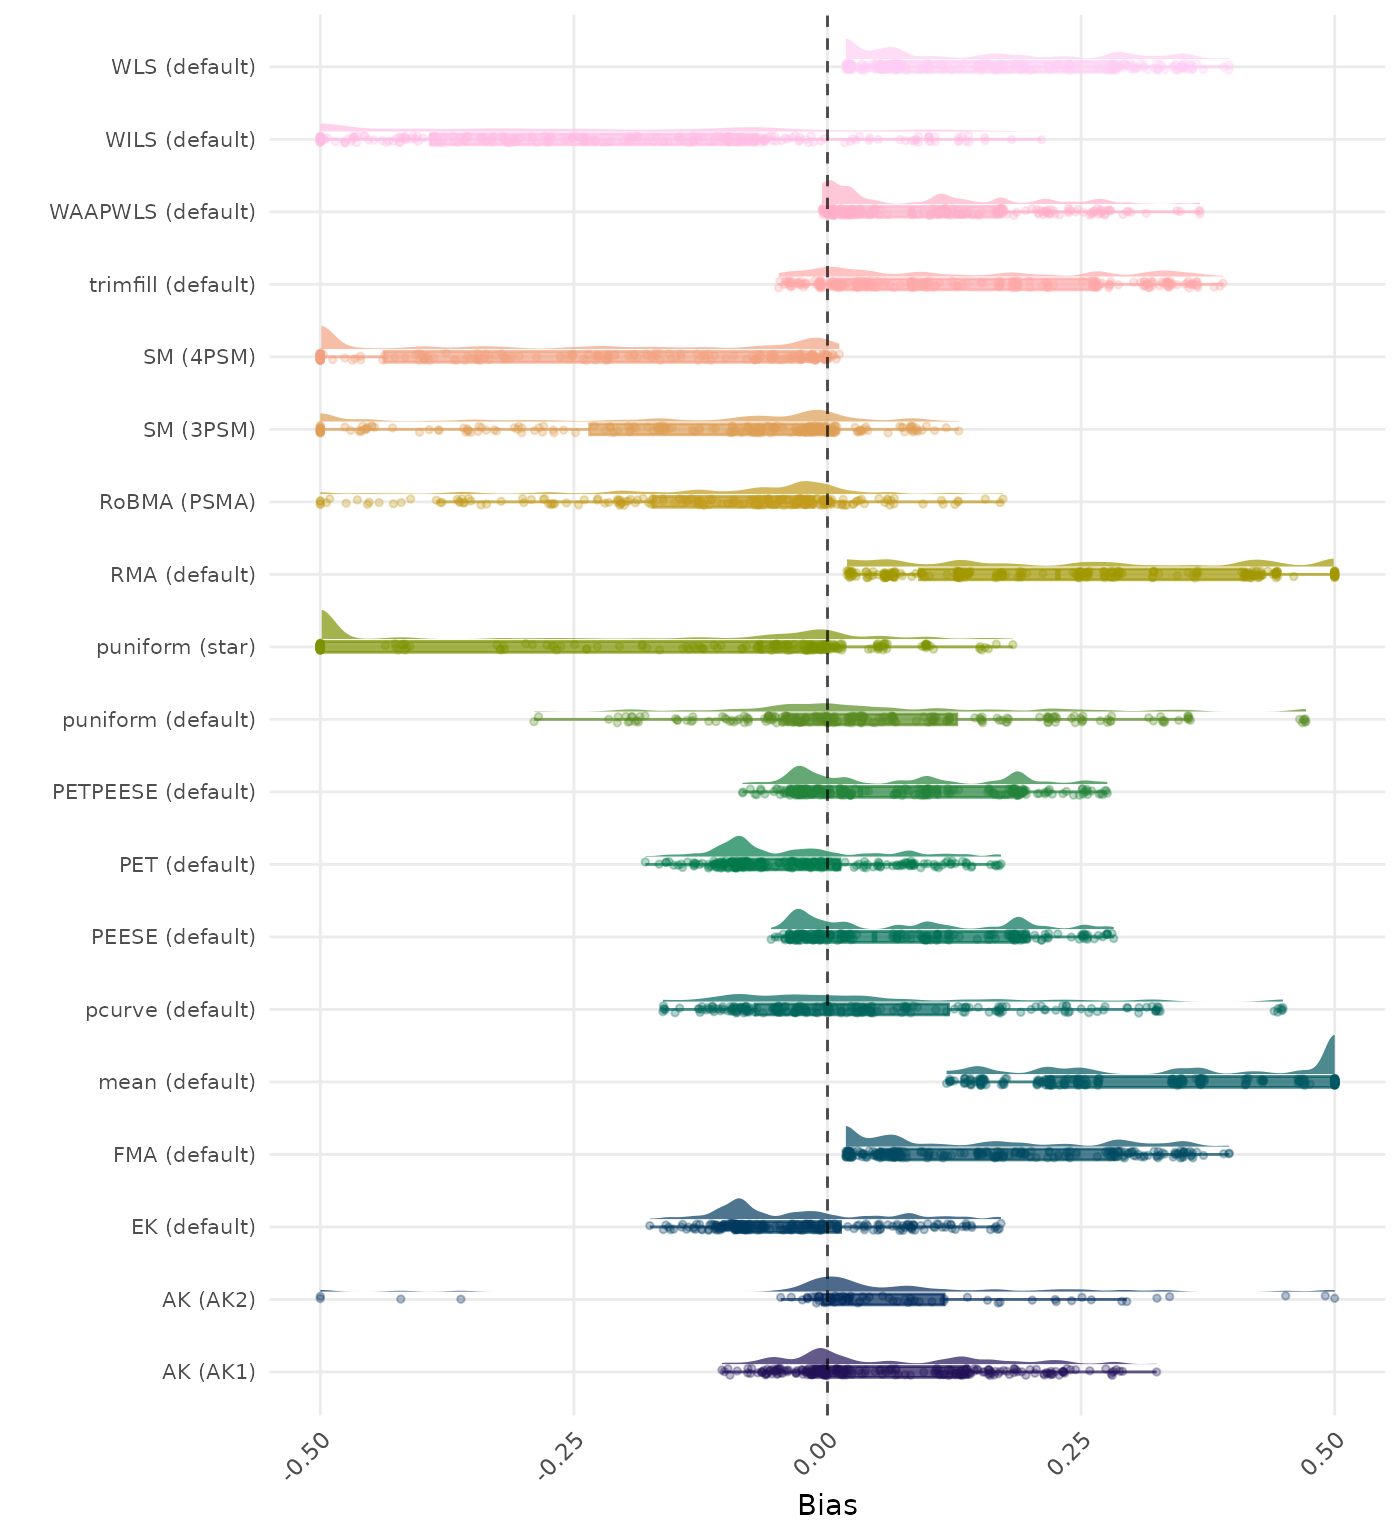 WLS (default)
WILS (default)
WAAPWLS (default)
trimfill (default)
SM (4PSM)
SM (3PSM)
RoBMA (PSMA)
RMA (default)
puniform (star)
puniform (default)
PETPEESE (default)
PET (default)
PEESE (default)
pcurve (default)
mean (default)
FMA (default)
EK (default)
AK (AK2)
AK (AK1)
-0.50 -0.25 0.00 0.25 0.50
Bias